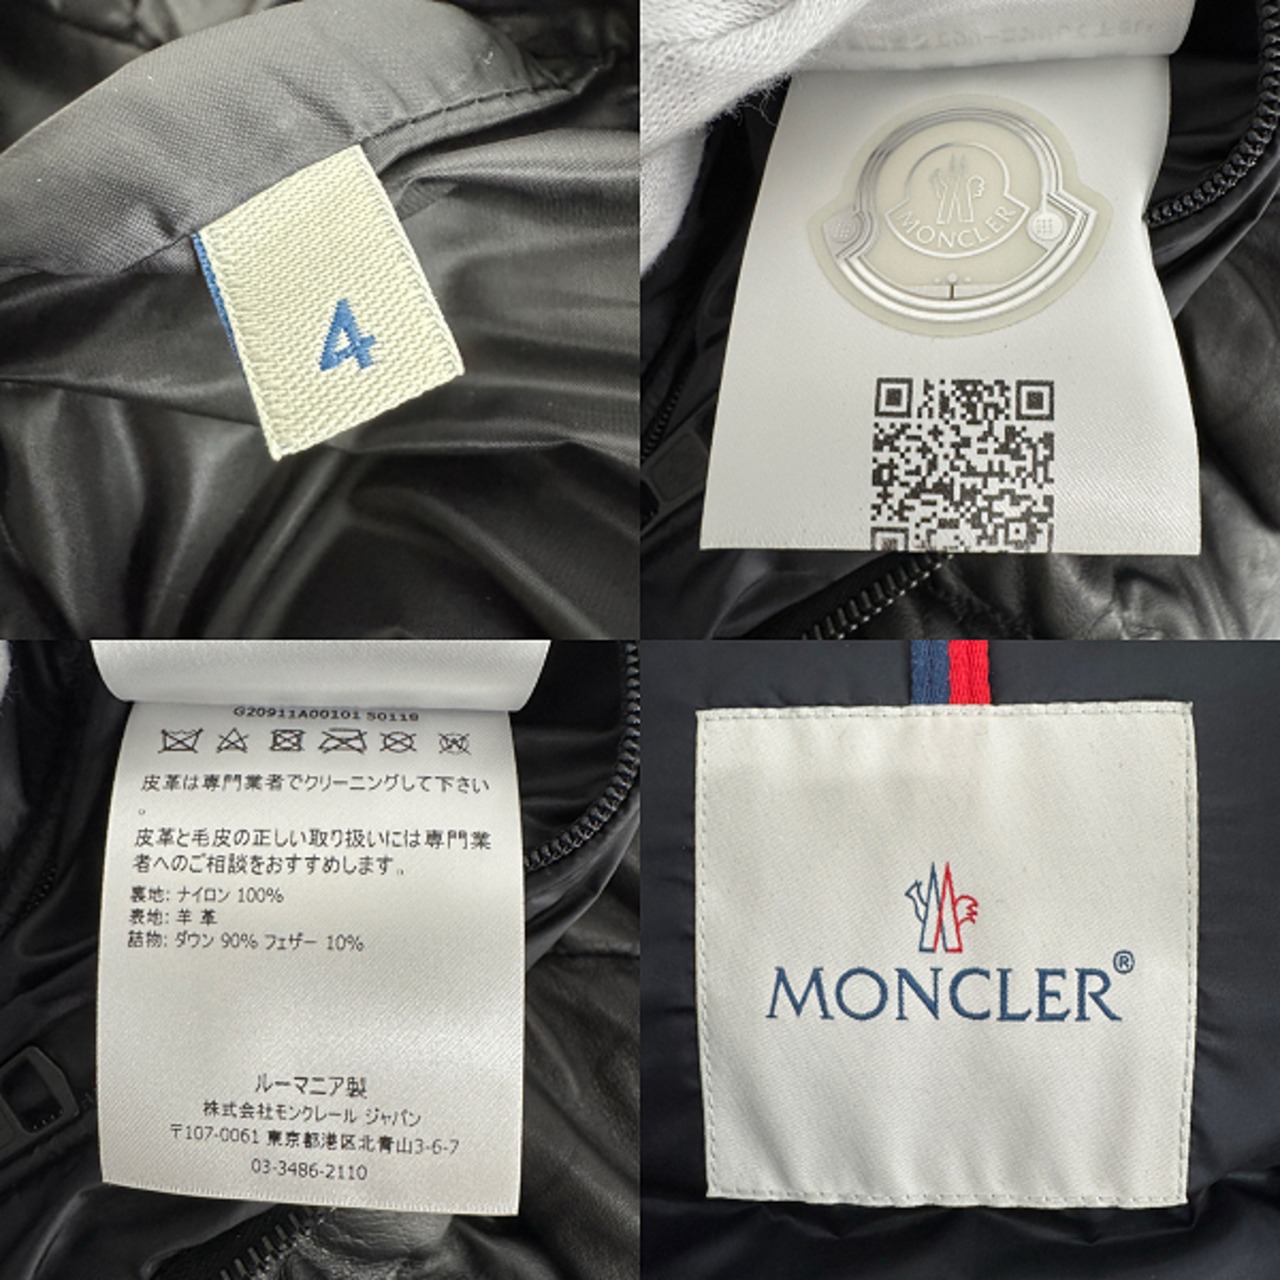 4
MONCLER
G20911A00101 S0118
皮革は専門業者でクリーニングして下さい
。
皮革と毛皮の正しい取り扱いには専門業
者へのご相談をおすすめします。
裏地: ナイロン 100%
表地: 羊 革
詰物: ダウン 90% フェザー 10%
ルーマニア製
株式会社モンクレール ジャパン
〒107-0061 東京都港区北青山3-6-7
03-3486-2110
MONCLER®